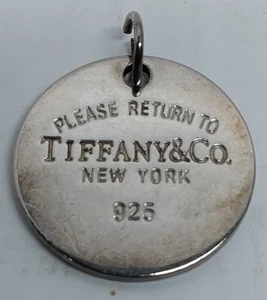 PLEASE RETURN TO
TIFFANY&CO.
NEW YORK
925